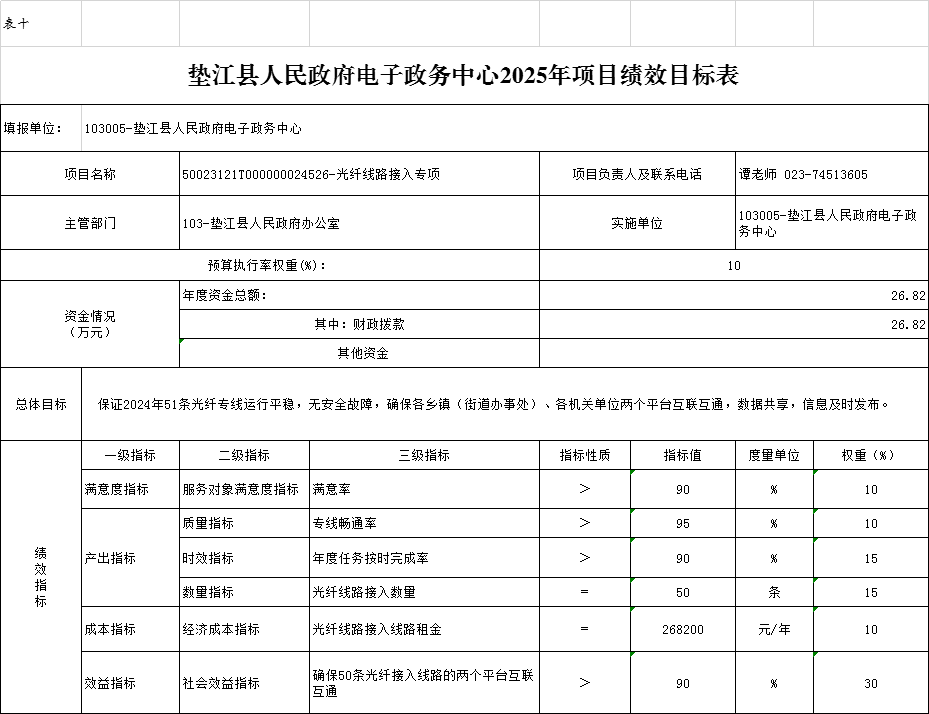 表十
垫江县人民政府电子政务中心2025年项目绩效目标表
填报单位： 103005-垫江县人民政府电子政务中心
项目名称 50023121T000000024526-光纤线路接入专项 项目负责人及联系电话 谭老师 023-74513605
主管部门 103-垫江县人民政府办公室 实施单位 103005-垫江县人民政府电子政
务中心
预算执行率权重(%)： 10
资金情况
（万元）
年度资金总额： 26.82
其中：财政拨款 26.82
其他资金
总体目标 保证2024年51条光纤专线运行平稳，无安全故障，确保各乡镇（街道办事处）、各机关单位两个平台互联互通，数据共享，信息及时发布。
绩
效
指
标
一级指标 二级指标 三级指标 指标性质 指标值 度量单位 权重（%）
满意度指标 服务对象满意度指标 满意率 ＞ 90 % 10
产出指标
质量指标 专线畅通率 ＞ 95 % 10
时效指标 年度任务按时完成率 ＞ 90 % 15
数量指标 光纤线路接入数量 = 50 条 15
成本指标 经济成本指标 光纤线路接入线路租金 = 268200 元/年 10
效益指标 社会效益指标 确保50条光纤接入线路的两个平台互联
互通 ＞ 90 % 30